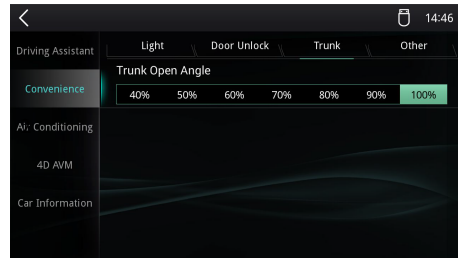 14:46
Driving Assistant
Convenience
Air Conditioning
4D AVM
Car Information
Light
Door Unlock
Trunk
Other
Trunk Open Angle
40% 50% 60% 70% 80% 90% 100%